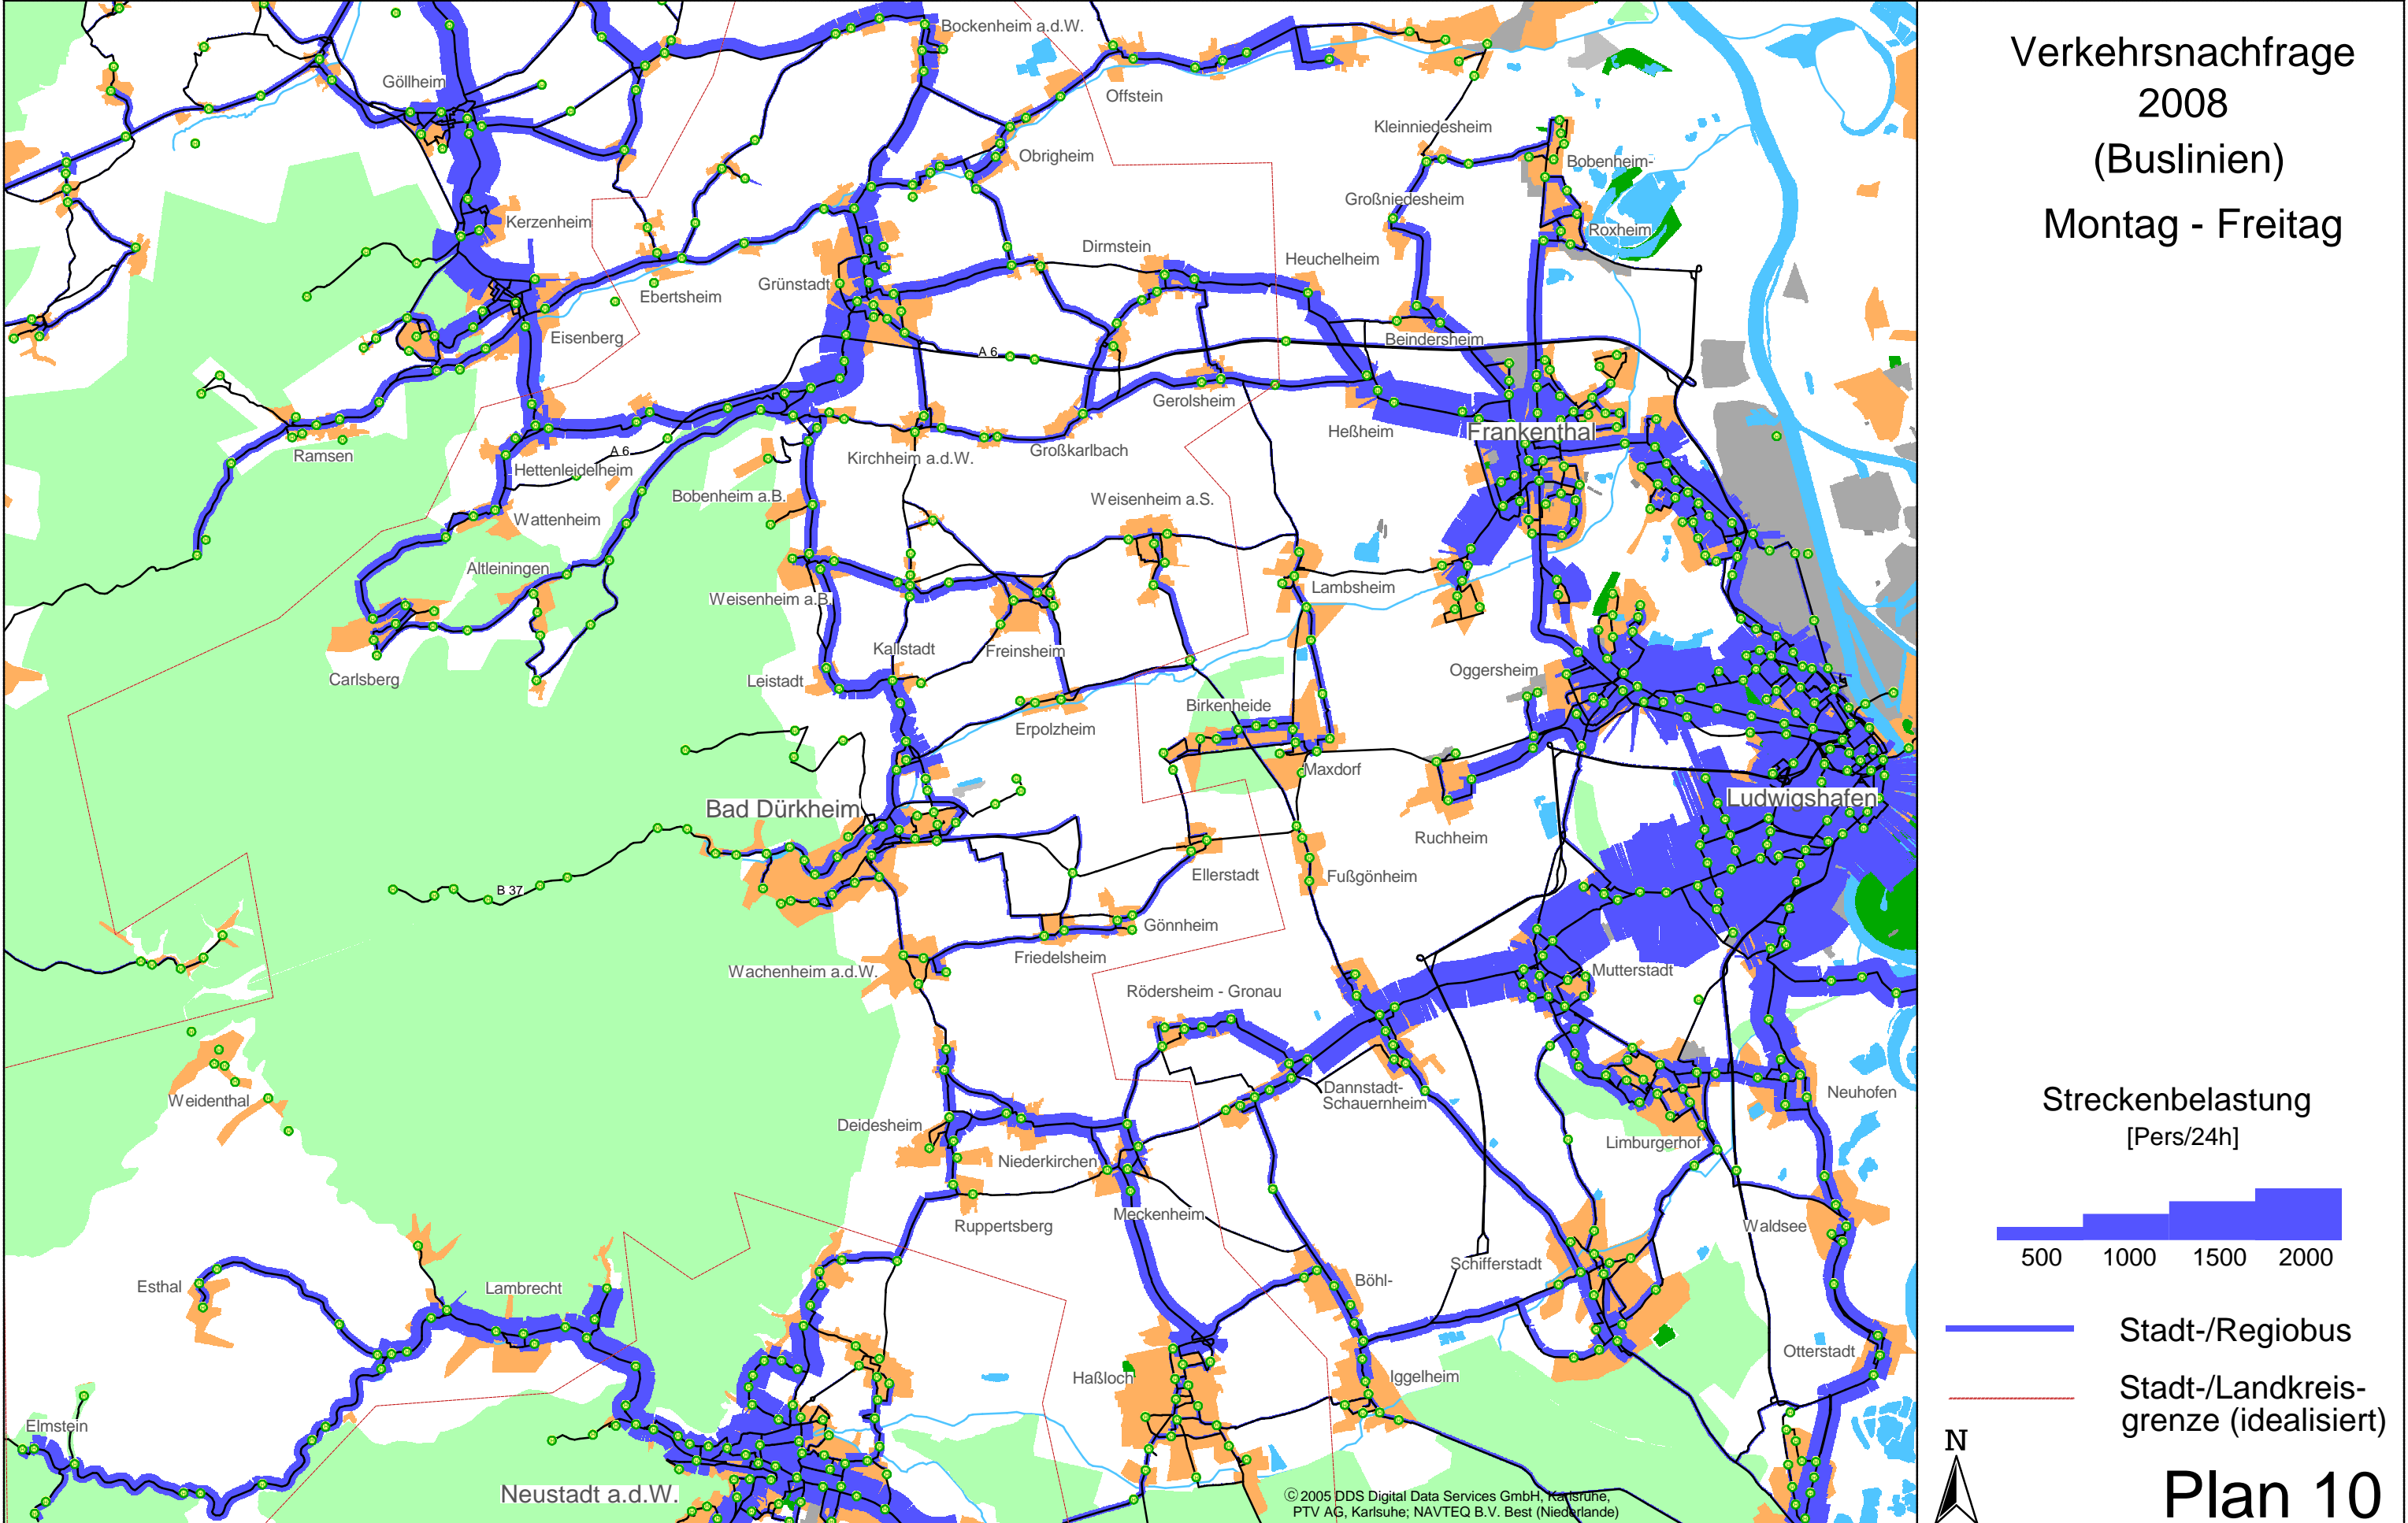 Verkehrsnachfrage
2008
(Buslinien)
Montag - Freitag
Bockenheim a.d.W.
Göllheim
Offstein
Kleinniedesheim
Obrigheim
Bobenheim-
Großniedesheim
Kerzenheim
Roxheim
Dirmstein
Heuchelheim
Grünstadt
Ebertsheim
Eisenberg
Beindersheim
A 6
Gerolsheim
Heßheim
Frankenthal
Ramsen
A 6
Hettenleidelheim
Kirchheim a.d.W.
Großkarlbach
Bobenheim a.B.
Weisenheim a.S.
Wattenheim
Altleiningen
Lambsheim
Weisenheim a.B.
Kallstadt
Freinsheim
Carlsberg
Leistadt
Oggersheim
Birkenheide
Erpolzheim
Maxdorf
Bad Dürkheim
Ludwigshafen
Ruchheim
B 37
Ellerstadt
Fußgönheim
Gönnheim
Friedelsheim
Wachenheim a.d.W.
Mutterstadt
Rödersheim - Gronau
Weidenthal
Dannstadt-
Schauernheim
Neuhofen
Deidesheim
Limburgerhof
Niederkirchen
Meckenheim
Ruppertsberg
Waldsee
Schifferstadt
Esthal
Lambrecht
Böhl-
Otterstadt
Haßloch
Iggelheim
Elmstein
Neustadt a.d.W.
© 2005 DDS Digital Data Services GmbH, Karlsruhe,
PTV AG, Karlsuhe; NAVTEQ B.V. Best (Niederlande)
Streckenbelastung
[Pers/24h]
500 1000 1500 2000
Stadt-/Regiobus
Stadt-/Landkreis-
grenze (idealisiert)
N
Plan 10